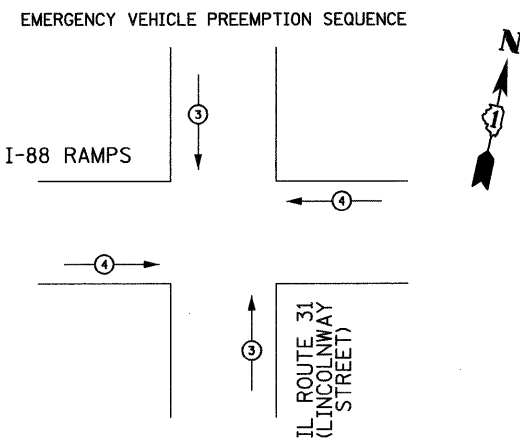 EMERGENCY VEHICLE PREEMPTION SEQUENCE
N
1
3
I-88 RAMPS
4
4
3
IL ROUTE 31
(LINCOLNWAY
STREET)